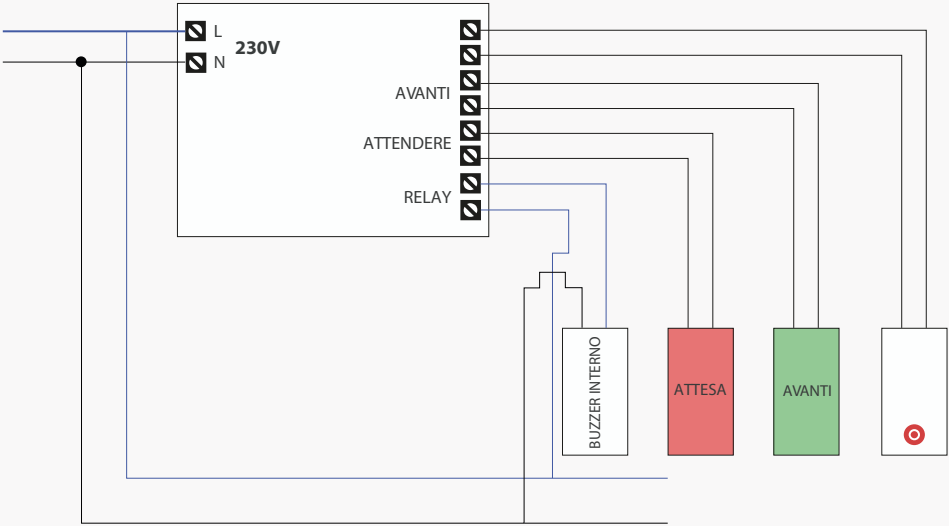 L
230V
N
AVANTI
ATTENDERE
RELAY
BUZZER INTERNO
ATTESA
AVANTI